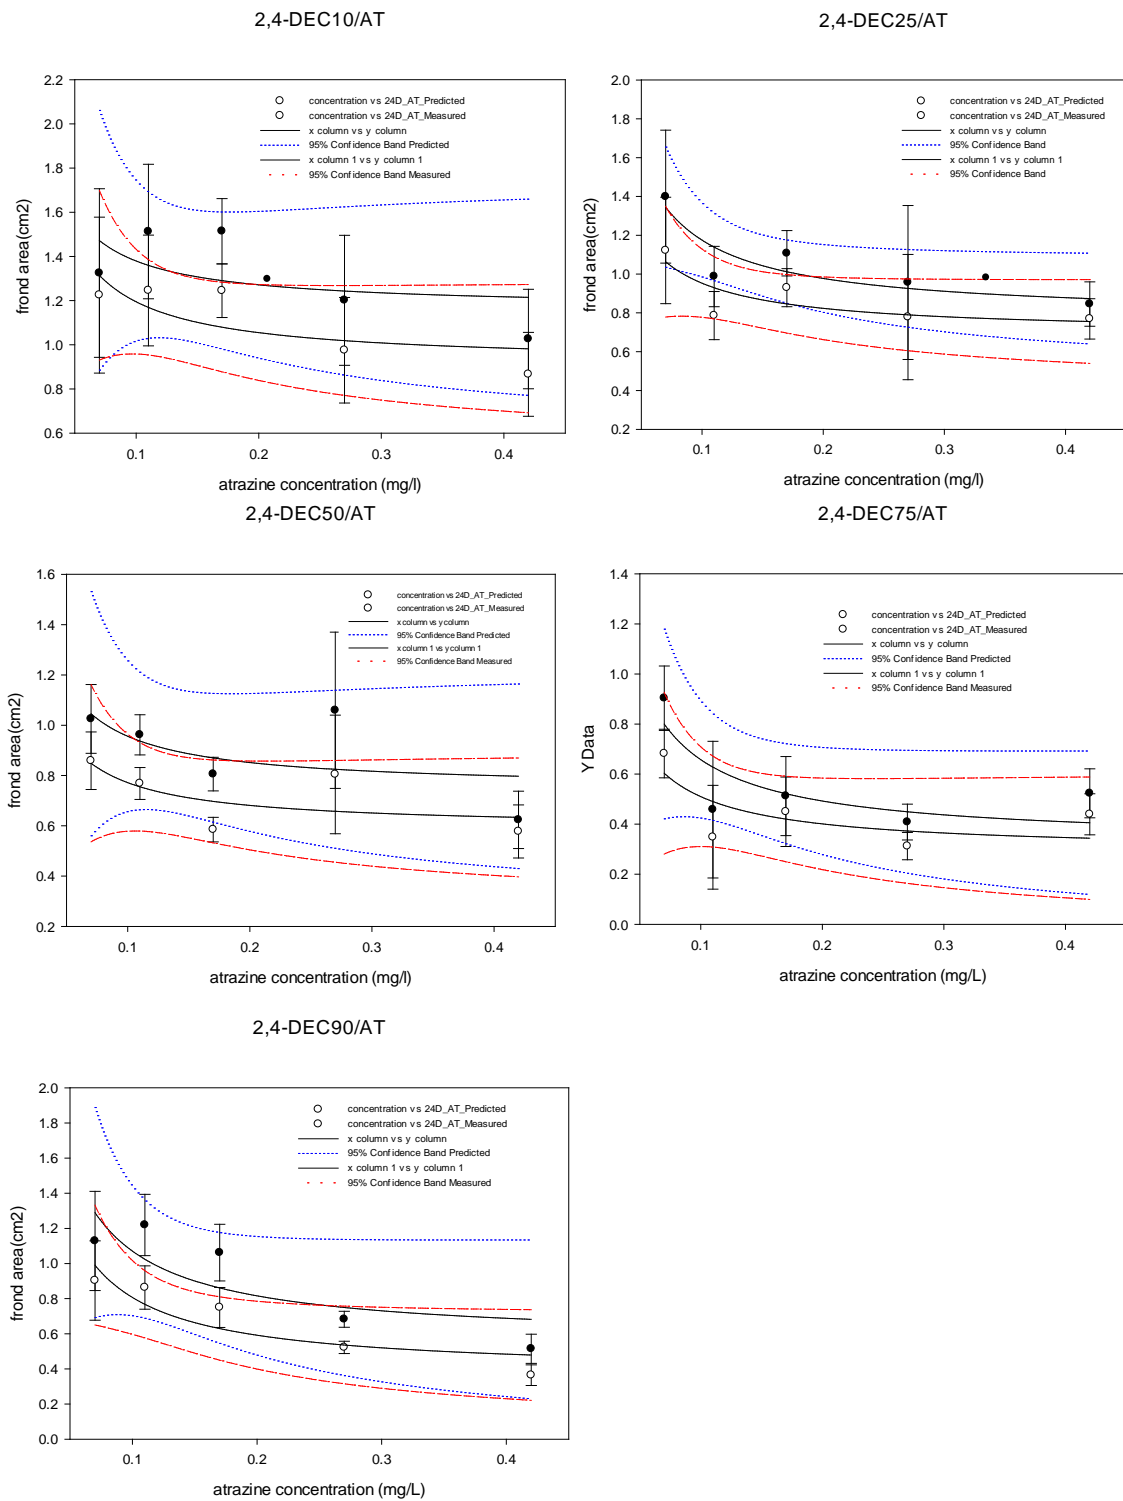 2,4-DEC10/AT
2,4-DEC25/AT
2.2
2.0
1.8
1.6
1.4
1.2
1.0
0.8
0.6
frond area(cm2)
concentration vs 24D_AT_Predicted
concentration vs 24D_AT_Measured
x column vs y column
95% Confidence Band Predicted
x column 1 vs y column 1
95% Confidence Band Measured
0.1 0.2 0.3 0.4
atrazine concentration (mg/l)
2.0
1.8
1.6
1.4
1.2
1.0
0.8
0.6
0.4
0.2
frond area(cm2)
concentration vs 24D_AT_Predicted
concentration vs 24D_AT_Measured
x column vs y column
95% Confidence Band
x column 1 vs y column 1
95% Confidence Band
0.1 0.2 0.3 0.4
atrazine concentration (mg/l)
2,4-DEC50/AT
2,4-DEC75/AT
1.6
1.4
1.2
1.0
0.8
0.6
0.4
0.2
frond area(cm2)
concentration vs 24D_AT_Predicted
concentration vs 24D_AT_Measured
x column vs y column
95% Confidence Band Predicted
x column 1 vs y column 1
95% Confidence Band Measured
0.1 0.2 0.3 0.4
atrazine concentration (mg/l)
1.4
1.2
1.0
0.8
0.6
0.4
0.2
0.0
Y Data
concentration vs 24D_AT_Predicted
concentration vs 24D_AT_Measured
x column vs y column
95% Confidence Band Predicted
x column 1 vs y column 1
95% Confidence Band Measured
0.1 0.2 0.3 0.4
atrazine concentration (mg/L)
2,4-DEC90/AT
2.0
1.8
1.6
1.4
1.2
1.0
0.8
0.6
0.4
0.2
0.0
frond area(cm2)
concentration vs 24D_AT_Predicted
concentration vs 24D_AT_Measured
x column vs y column
95% Confidence Band Predicted
x column 1 vs y column 1
95% Confidence Band Measured
0.1 0.2 0.3 0.4
atrazine concentration (mg/L)